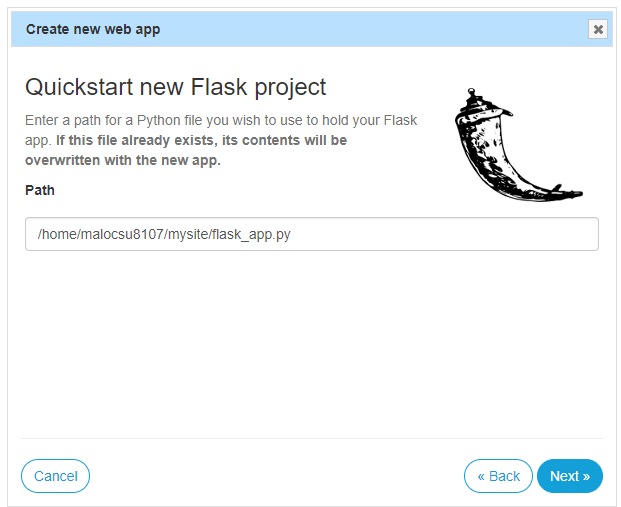 Create new web app
Quickstart new Flask project
Enter a path for a Python file you wish to use to hold your Flask
app. If this file already exists, its contents will be
overwritten with the new app.
Path
/home/malocsu8107/mysite/flask_app.py
Cancel
« Back
Next »